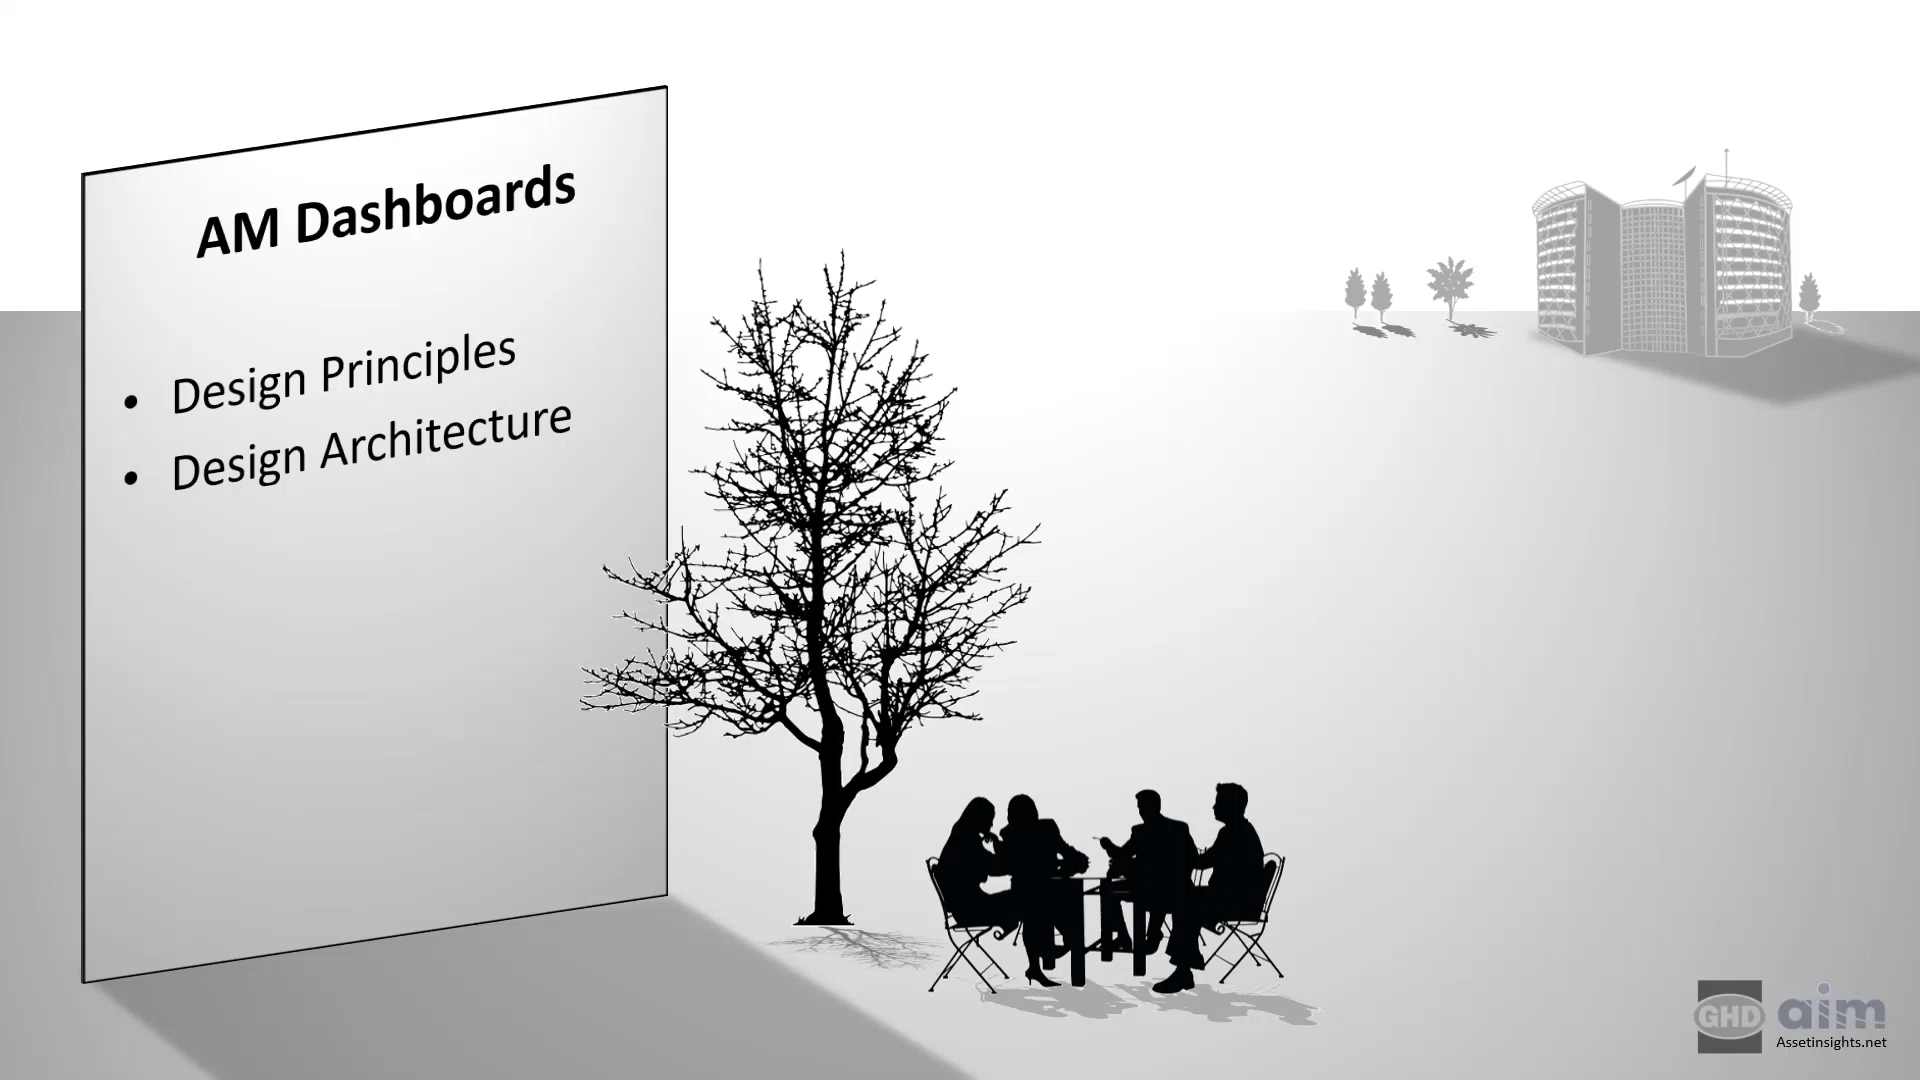 AM Dashboards
• Design Principles
• Design Architecture
GHD
aim
Assetinsights.net